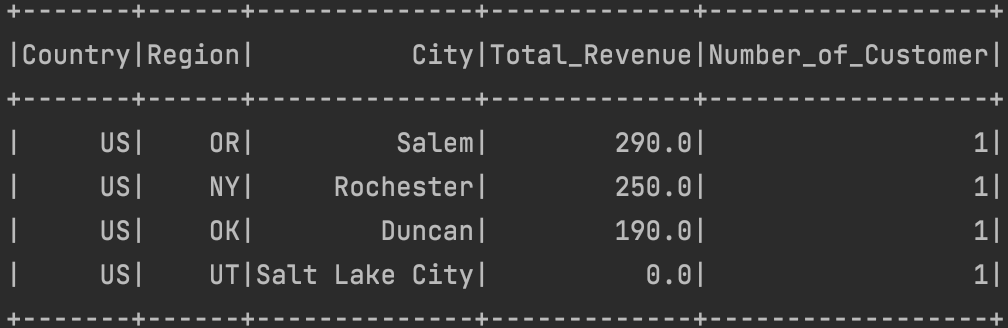 +-------+------+--------------+-------------+------------------+
|Country|Region|          City|Total_Revenue|Number_of_Customer|
+-------+------+--------------+-------------+------------------+
|     US|    OR|         Salem|        290.0|                 1|
|     US|    NY|     Rochester|        250.0|                 1|
|     US|    OK|        Duncan|        190.0|                 1|
|     US|    UT|Salt Lake City|          0.0|                 1|
+-------+------+--------------+-------------+------------------+